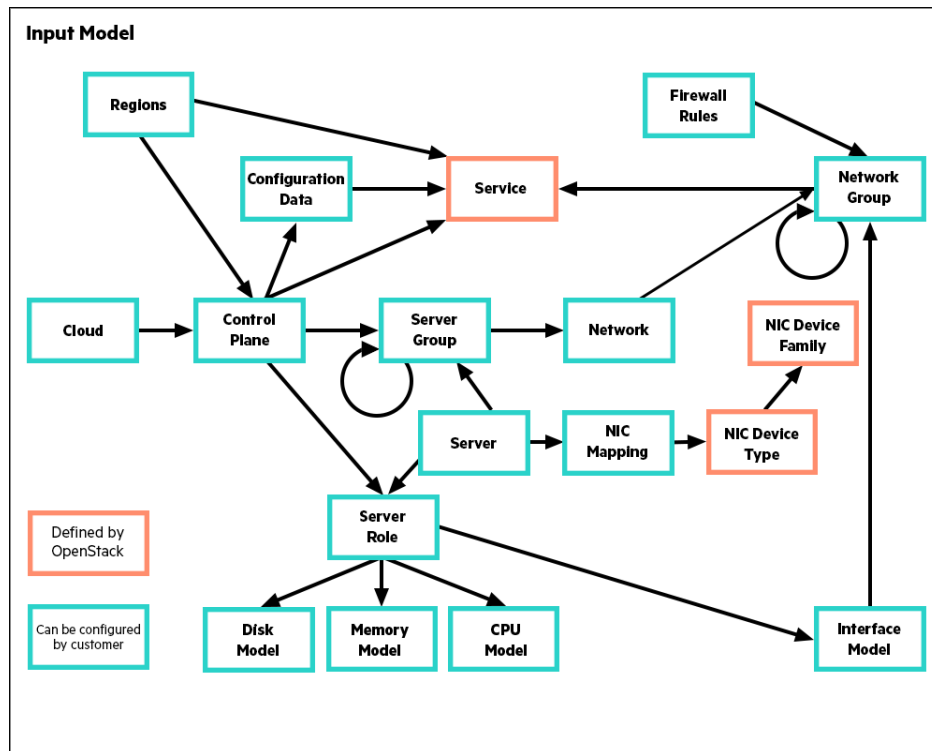 Input Model
Regions
Firewall
Rules
Configuration
Data
Service
Network
Group
Cloud
Control
Plane
Server
Group
Network
NIC Device
Family
Server
NIC
Mapping
NIC Device
Type
Server
Role
Defined by
OpenStack
Can be configured
by customer
Disk
Model
Memory
Model
CPU
Model
Interface
Model